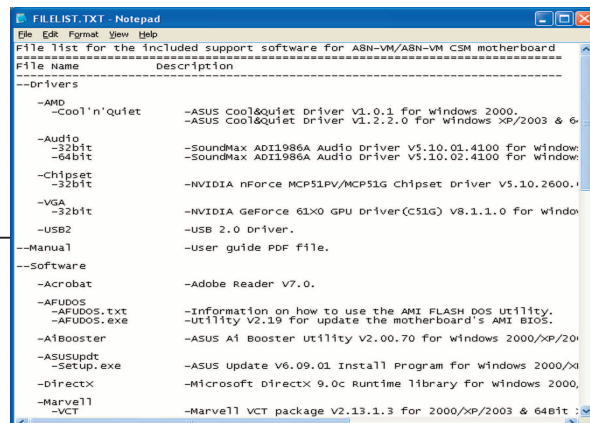 FILELIST.TXT - Notepad
File Edit Format View Help
File list for the included support software for A8N-VM/A8N-VM CSM motherboard
================================================================
File Name Description
----------------------------------------------------------------
--Drivers
-AMD
-Cool'n'Quiet -ASUS Cool&Quiet Driver V1.0.1 for Windows 2000.
-ASUS Cool&Quiet Driver V1.2.2.0 for Windows XP/2003 & 6
-Audio
-32bit -SoundMax ADI1986A Audio Driver V5.10.01.4100 for Window
-64bit -SoundMax ADI1986A Audio Driver V5.10.02.4100 for Window
-Chipset
-32bit -NVIDIA nForce MCP51PV/MCP51G Chipset Driver V5.10.2600.
-VGA
-32bit -NVIDIA GeForce 61X0 GPU Driver(C51G) V8.1.1.0 for Windo
-USB2 -USB 2.0 Driver.
--Manual -User guide PDF file.
--Software
-Acrobat -Adobe Reader V7.0.
-AFUDOS
-AFUDOS.txt -Information on how to use the AMI FLASH DOS Utility.
-AFUDOS.exe -Utility V2.19 for update the motherboard's AMI BIOS.
-AiBooster -ASUS Ai Booster Utility V2.00.70 for Windows 2000/XP/20
-ASUSUpdt
-Setup.exe -ASUS Update V6.09.01 Install Program for Windows 2000/X
-DirectX -Microsoft DirectX 9.0c Runtime library for Windows 2000,
-Marvell
-VCT -Marvell VCT package V2.13.1.3 for 2000/XP/2003 & 64Bit